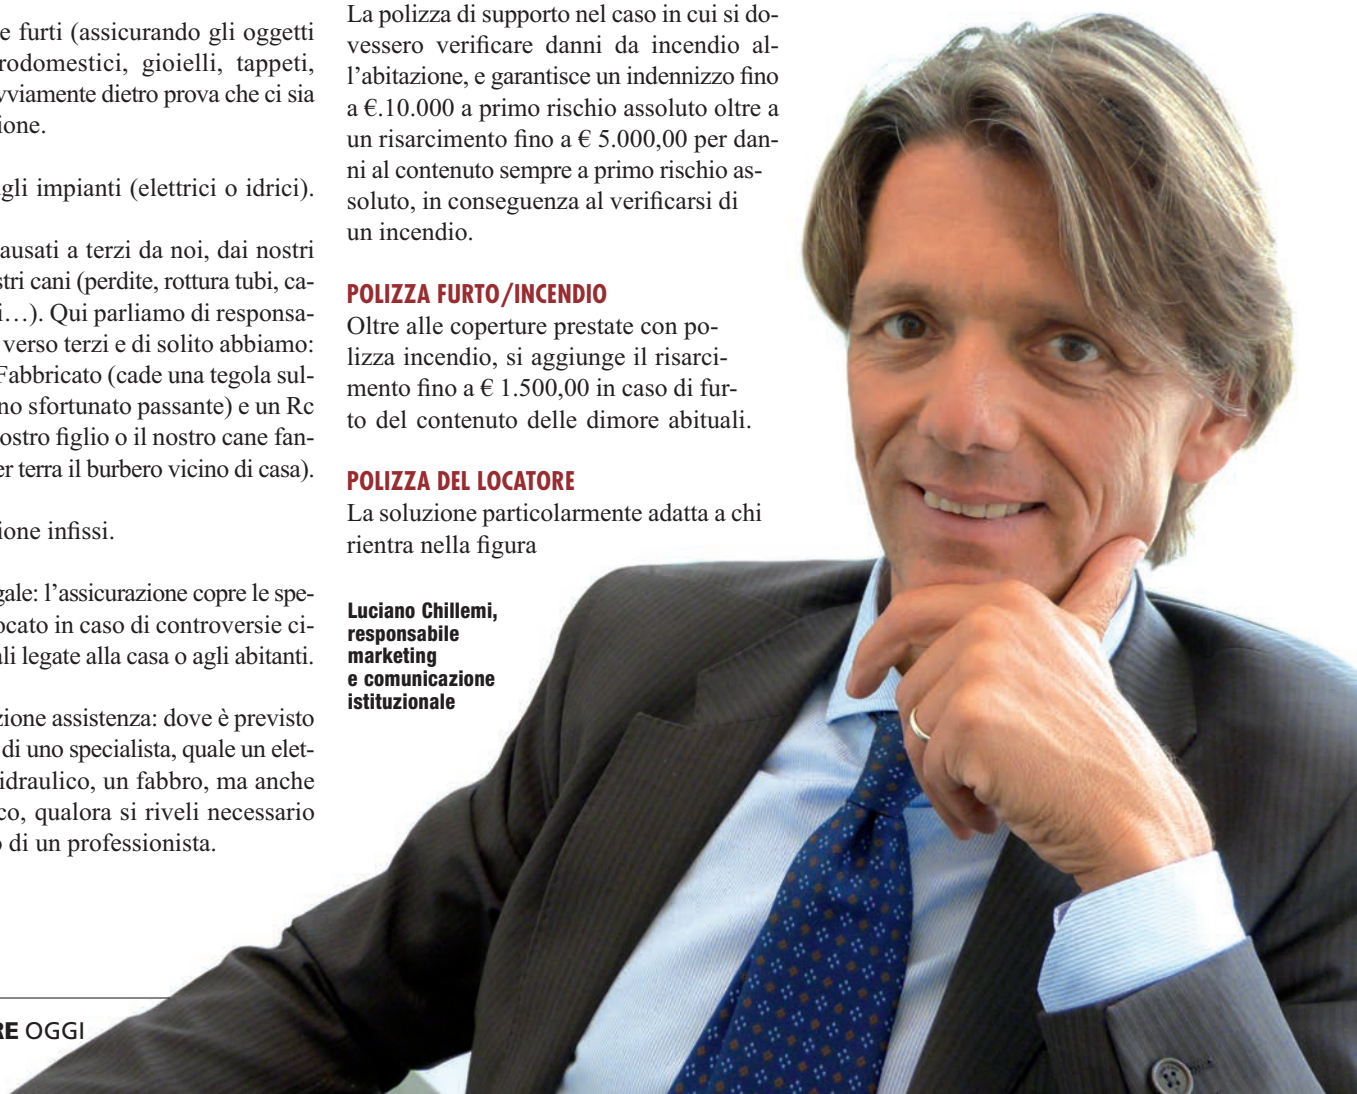 e furti (assicurando gli oggetti
rodomestici, gioielli, tappeti,
vviamente dietro prova che ci sia
ione.
gli impianti (elettrici o idrici).
ausati a terzi da noi, dai nostri
stri cani (perdite, rottura tubi, ca-
i…). Qui parliamo di responsa-
verso terzi e di solito abbiamo:
Fabbricato (cade una tegola sul-
no sfortunato passante) e un Rc
ostro figlio o il nostro cane fan-
er terra il burbero vicino di casa).
ione infissi.
gale: l’assicurazione copre le spe-
ocato in caso di controversie ci-
ali legate alla casa o agli abitanti.
zione assistenza: dove è previsto
di uno specialista, quale un elet-
idraulico, un fabbro, ma anche
co, qualora si riveli necessario
o di un professionista.
La polizza di supporto nel caso in cui si do-
vessero verificare danni da incendio al-
l’abitazione, e garantisce un indennizzo fino
a €.10.000 a primo rischio assoluto oltre a
un risarcimento fino a € 5.000,00 per dan-
ni al contenuto sempre a primo rischio as-
soluto, in conseguenza al verificarsi di
un incendio.
POLIZZA FURTO/INCENDIO
Oltre alle coperture prestate con po-
lizza incendio, si aggiunge il risarci-
mento fino a € 1.500,00 in caso di fur-
to del contenuto delle dimore abituali.
POLIZZA DEL LOCATORE
La soluzione particolarmente adatta a chi
rientra nella figura
Luciano Chillemi,
responsabile
marketing
e comunicazione
istituzionale
RE OGGI